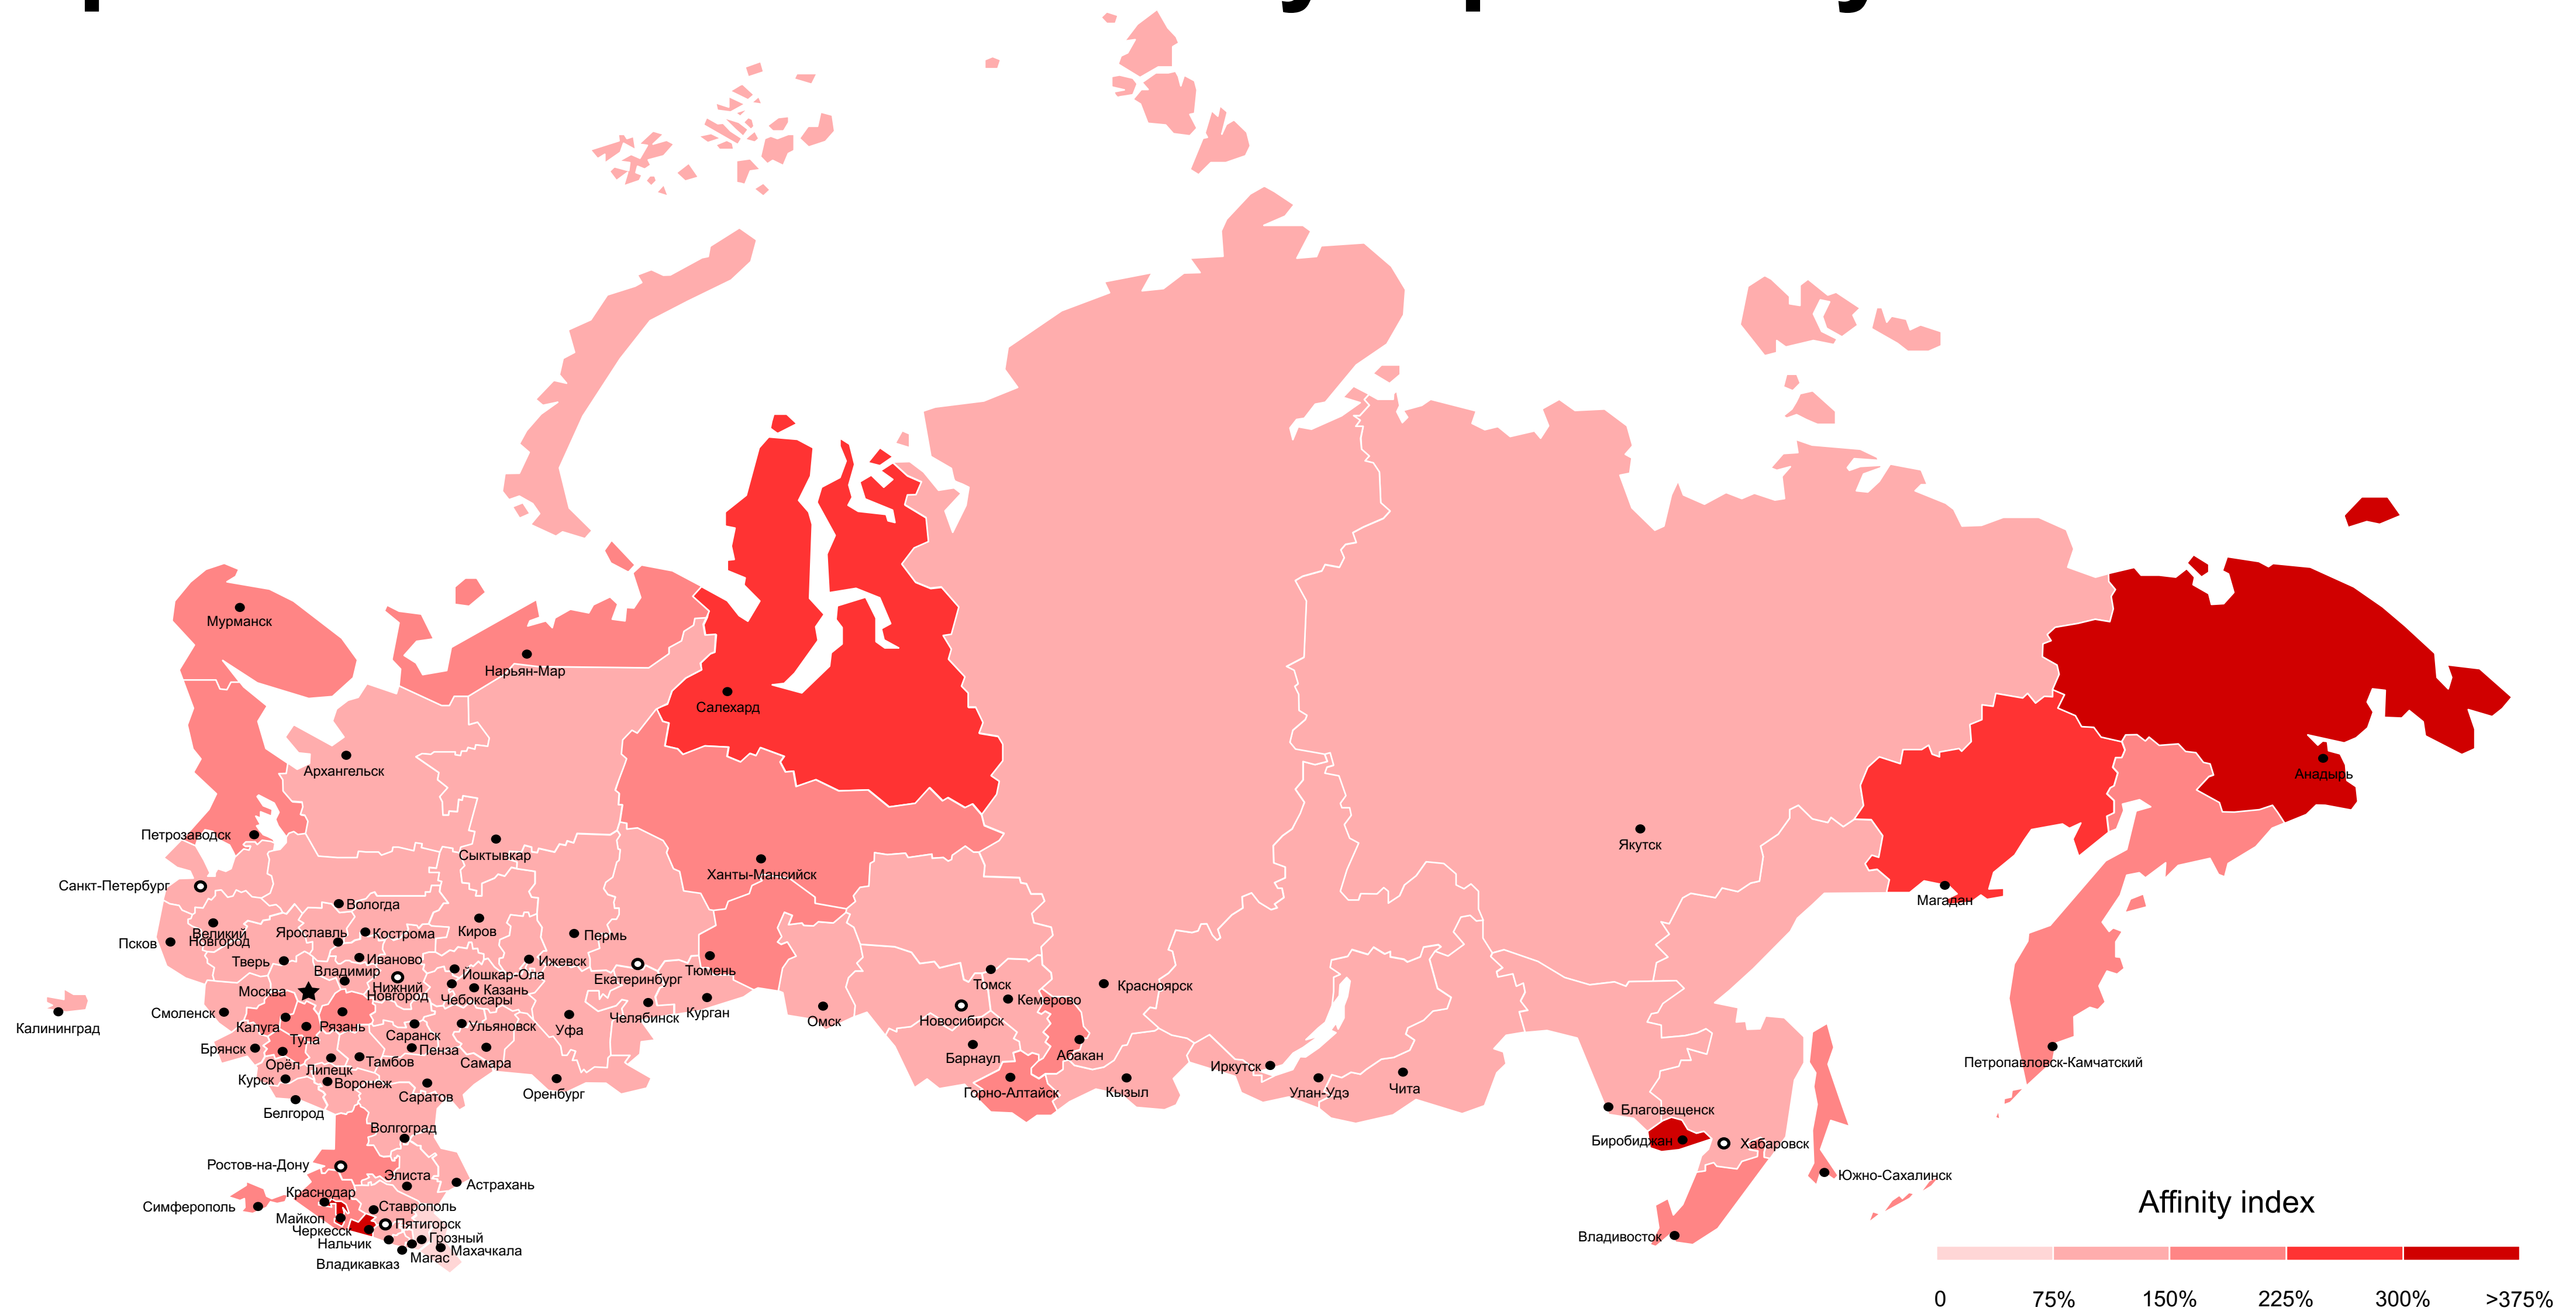 Мурманск
Нарьян-Мар
Салехард
Архангельск
Анадырь
Петрозаводск
Якутск
Сыктывкар
Ханты-Мансийск
Санкт-Петербург
Магадан
Вологда
Великий
Новгород
Ярославль
Кострома
Киров
Пермь
Псков
Тверь
Иваново
Ижевск
Владимир
Йошкар-Ола
Екатеринбург
Тюмень
Москва
Нижний
Новгород
Казань
Чебоксары
Томск
Красноярск
Кемерово
Смоленск
Калининград
Калуга
Рязань
Ульяновск
Саранск
Уфа
Челябинск
Курган
Омск
Новосибирск
Тула
Брянск
Пенза
Орёл
Тамбов
Самара
Барнаул
Абакан
Липецк
Иркутск
Петропавловск-Камчатский
Курск
Воронеж
Саратов
Оренбург
Горно-Алтайск
Кызыл
Улан-Удэ
Чита
Белгород
Благовещенск
Волгоград
Биробиджан
Хабаровск
Ростов-на-Дону
Элиста
Астрахань
Южно-Сахалинск
Краснодар
Симферополь
Ставрополь
Майкоп
Пятигорск
Черкесск
Нальчик
Грозный
Махачкала
Магас
Владикавказ
Владивосток
Affinity index
0 75% 150% 225% 300% >375%